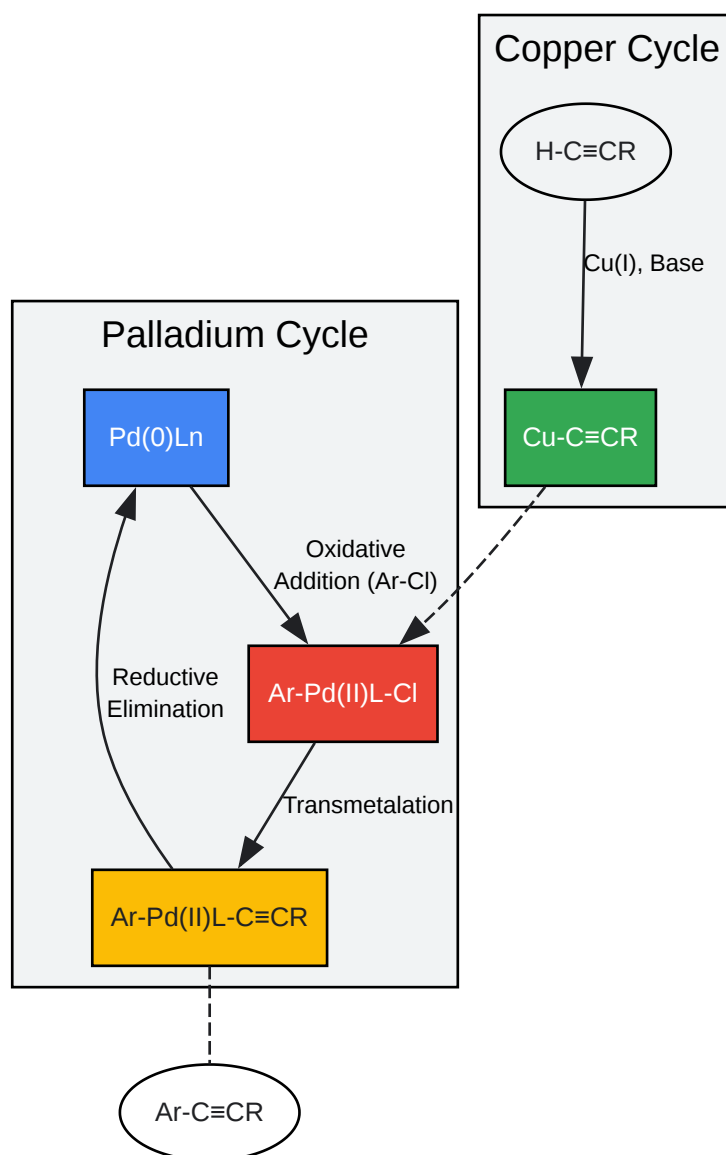 Copper Cycle
H-C≡CR
Cu(I), Base
Cu-C≡CR
Palladium Cycle
Pd(0)Ln
Oxidative
Addition (Ar-Cl)
Ar-Pd(II)L-Cl
Reductive
Elimination
Transmetalation
Ar-Pd(II)L-C≡CR
Ar-C≡CR